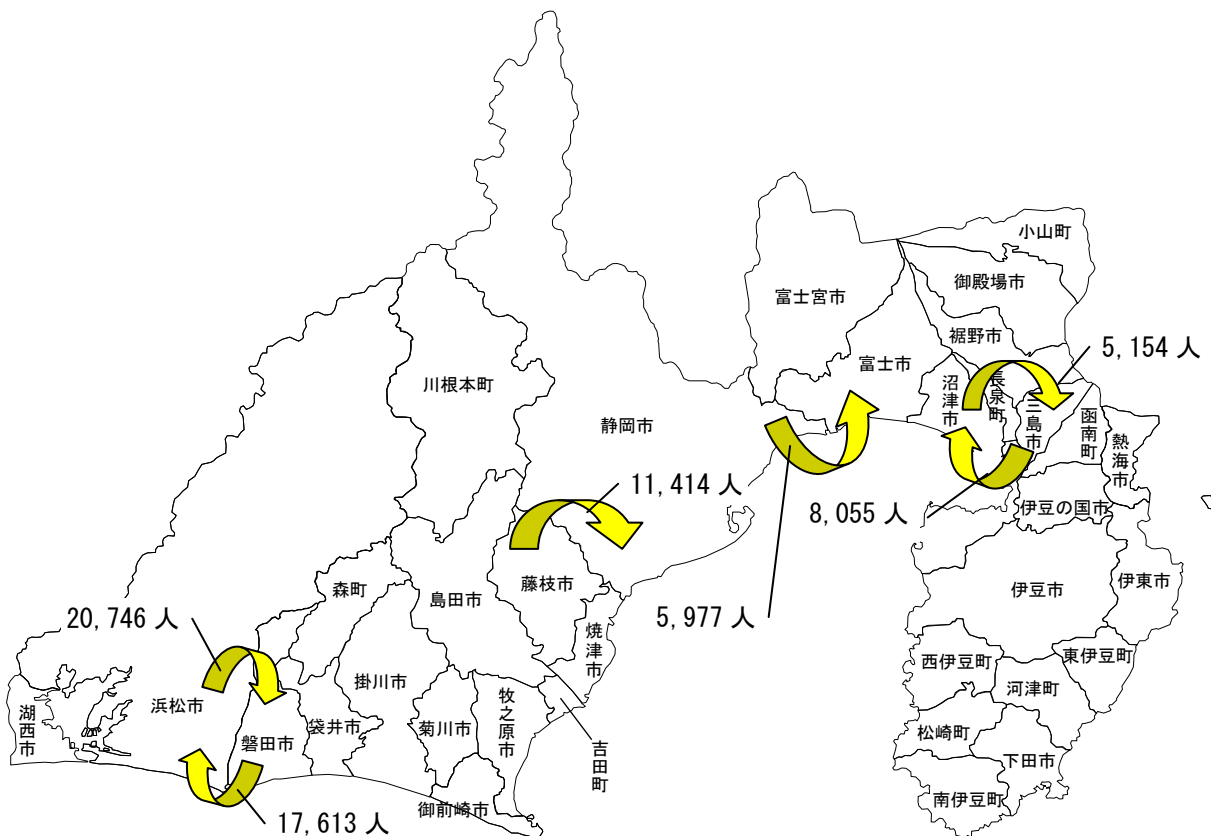 小山町
御殿場市
富士宮市
裾野市
5,154 人
富士市
沼津市
長泉町
三島市
函南町
熱海市
川根本町
静岡市
11,414 人
8,055 人
伊豆の国市
藤枝市
伊豆市
伊東市
森町
島田市
20,746 人
5,977 人
焼津市
西伊豆町
東伊豆町
掛川市
河津町
浜松市
湖西市
袋井市
菊川市
牧之原市
松崎町
磐田市
吉田町
下田市
南伊豆町
御前崎市
17,613 人